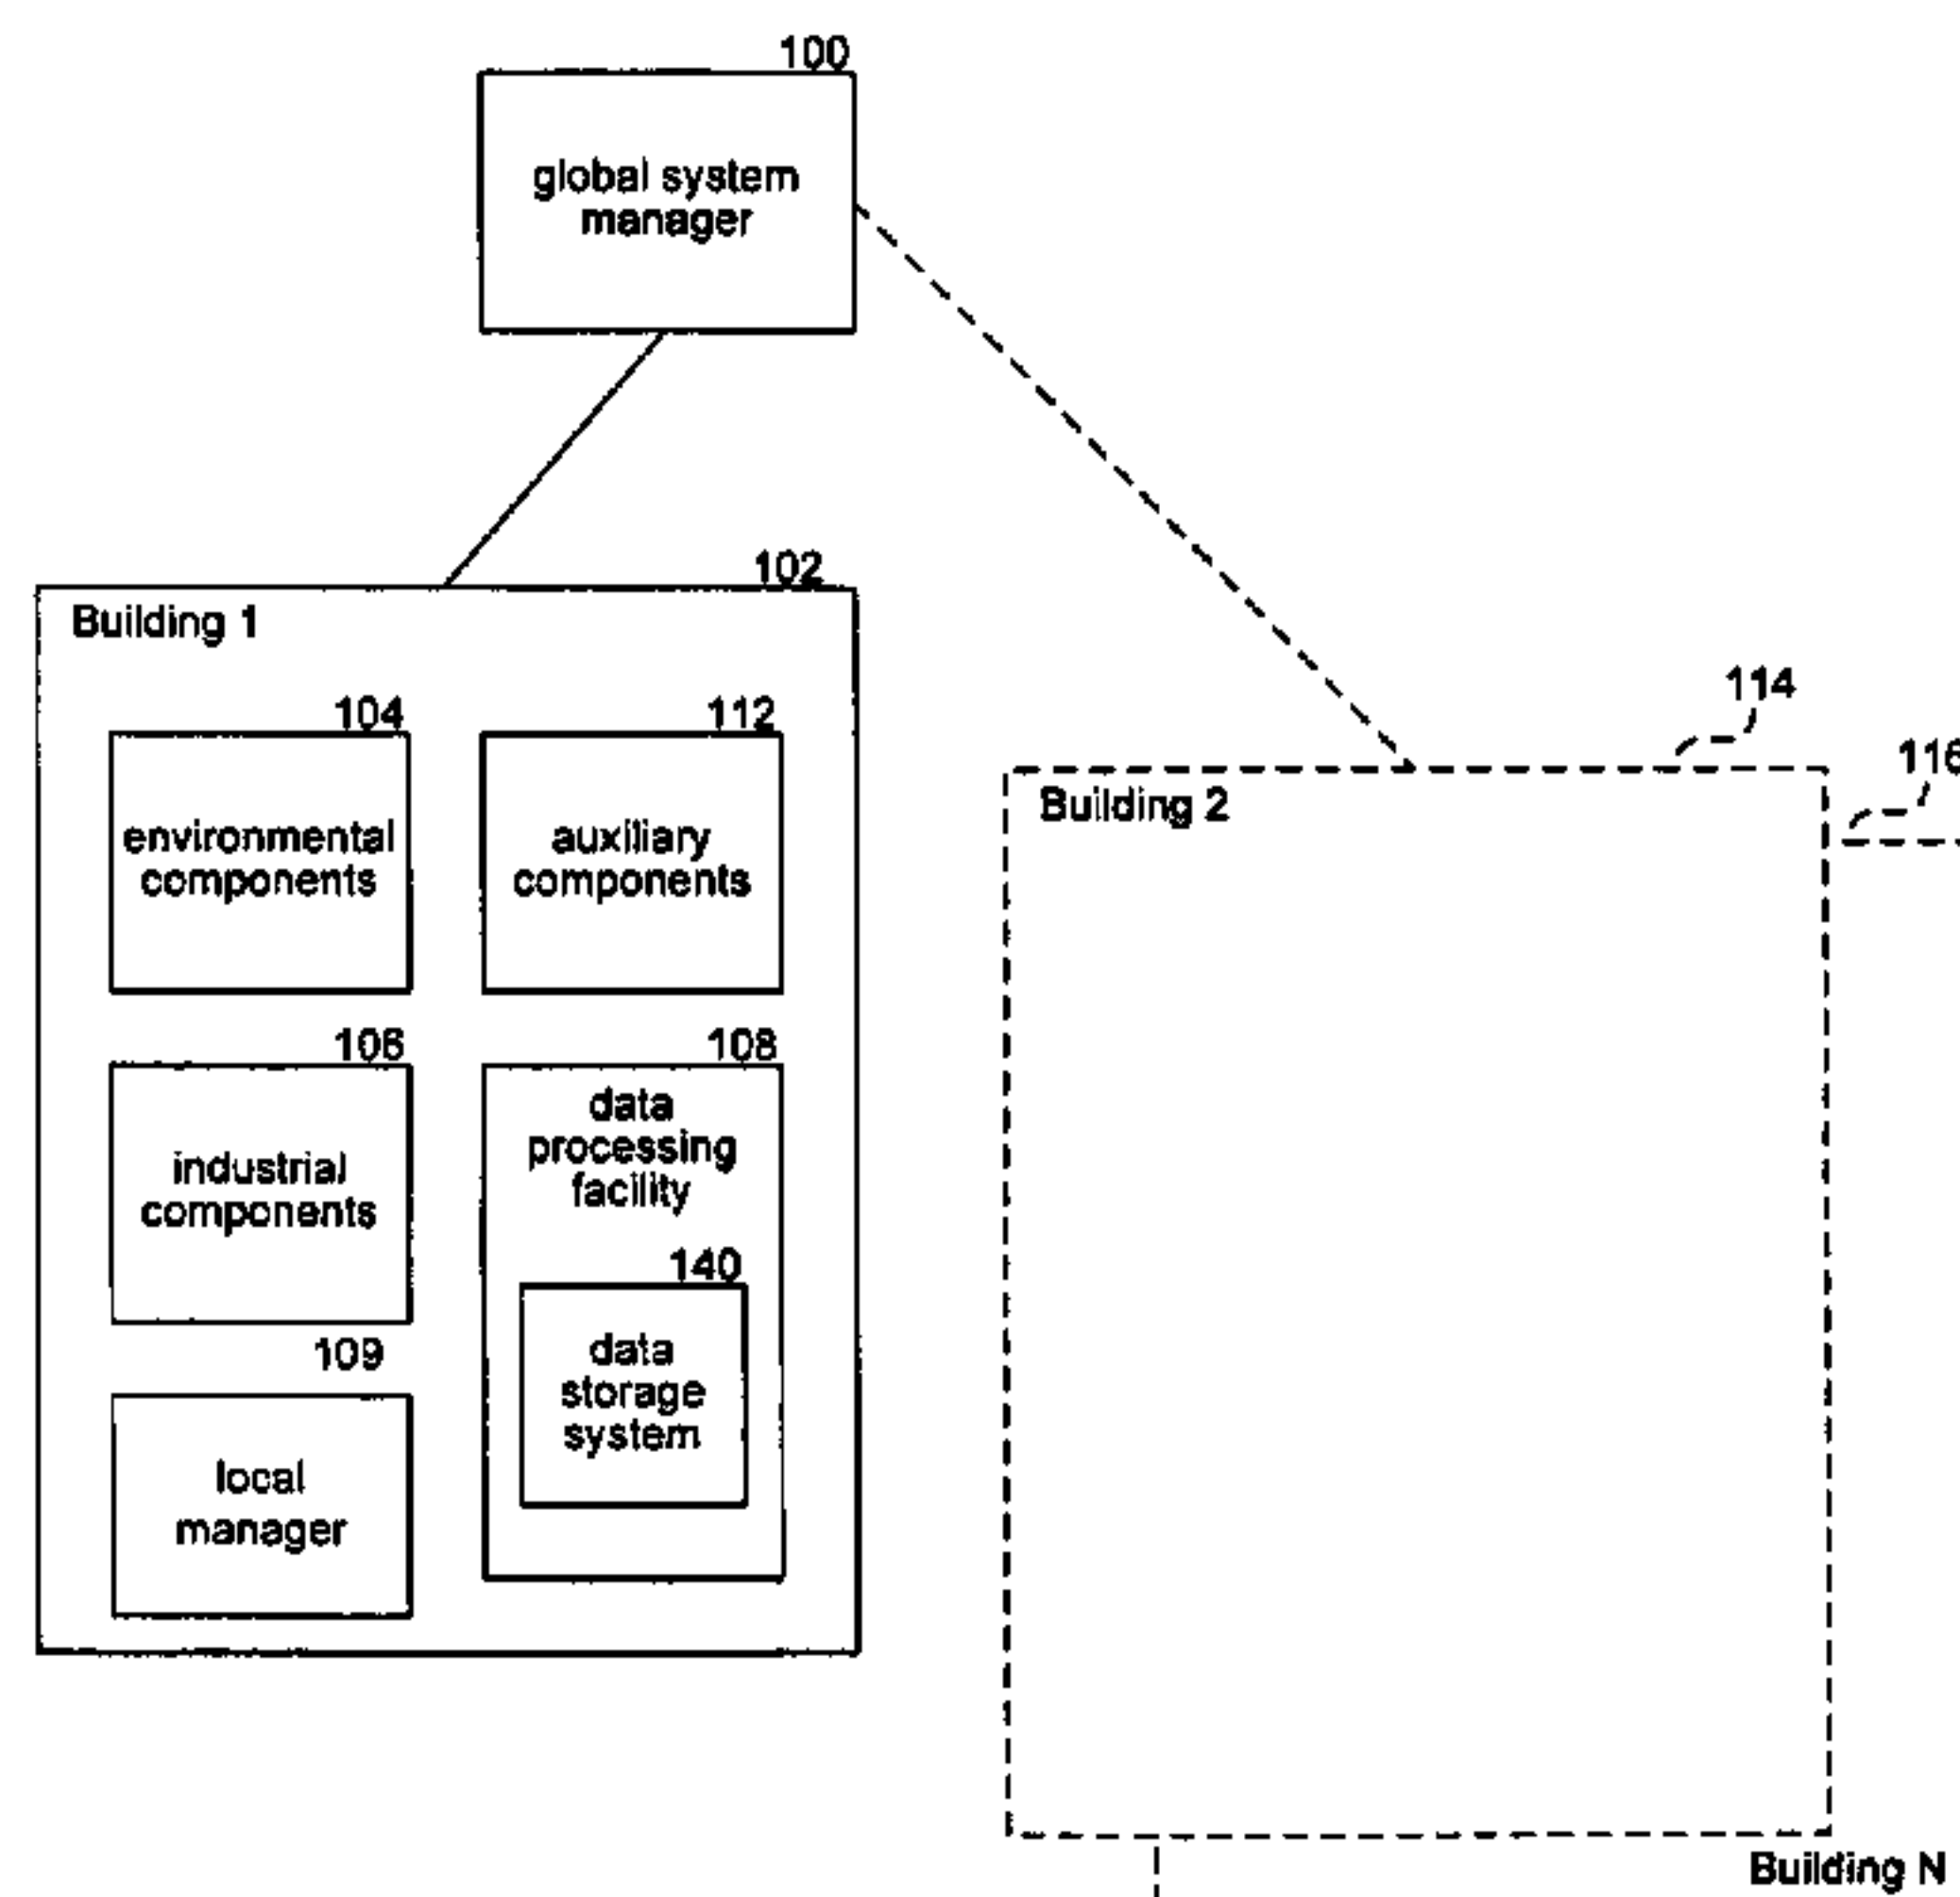 100
global system
manager
102
Building 1
104
environmental
components
112
auxiliary
components
106
industrial
components
108
data
processing
facility
140
data
storage
system
109
local
manager
114
116
Building 2
Building N